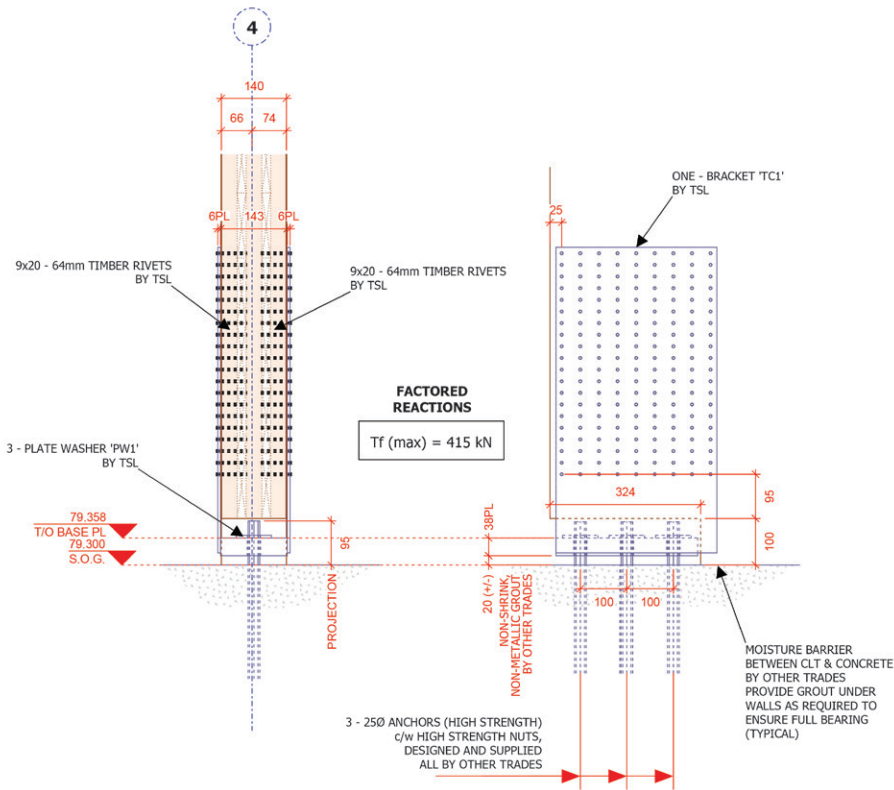 4
140
66
74
6PL
143
6PL
9x20 - 64mm TIMBER RIVETS
BY TSL
9x20 - 64mm TIMBER RIVETS
BY TSL
3 - PLATE WASHER 'PW1'
BY TSL
79.358
T/O BASE PL
79.300
S.O.G.
95
PROJECTION
FACTORED
REACTIONS
Tf (max) = 415 kN
ONE - BRACKET 'TC1'
BY TSL
25
324
95
100
38PL
20 (+/-)
NON-SHRINK,
NON-METALLIC GROUT
BY OTHER TRADES
100
100
MOISTURE BARRIER
BETWEEN CLT & CONCRETE
BY OTHER TRADES
PROVIDE GROUT UNDER
WALLS AS REQUIRED TO
ENSURE FULL BEARING
(TYPICAL)
3 - 25Ø ANCHORS (HIGH STRENGTH)
c/w HIGH STRENGTH NUTS,
DESIGNED AND SUPPLIED
ALL BY OTHER TRADES